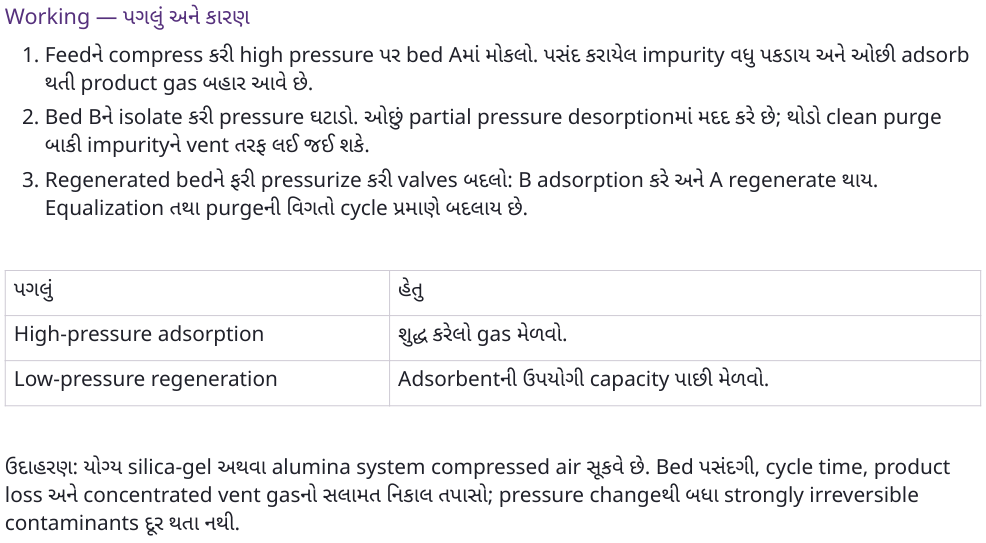 Working — પગલું અને કારણ
1. Feedને compress કરી high pressure પર bed Aમાં મોકલો. પસંદ કરાયેલ impurity વધુ પકડાય અને ઓછી adsorb
થતી product gas બહાર આવે છે.
2. Bed Bને isolate કરી pressure ઘટાડો. ઓછું partial pressure desorptionમાં મદદ કરે છે; થોડો clean purge
બાકી impurityને vent તરફ લઈ જઈ શકે.
3. Regenerated bedને ફરી pressurize કરી valves બદલો: B adsorption કરે અને A regenerate થાય.
Equalization તથા purgeની વિગતો cycle પ્રમાણે બદલાય છે.
પગલું હેતુ
High-pressure adsorption શુદ્ધ કરેલો gas મેળવો.
Low-pressure regeneration Adsorbentની ઉપયોગી capacity પાછી મેળવો.
ઉદાહરણ: યોગ્ય silica-gel અથવા alumina system compressed air સૂકવે છે. Bed પસંદગી, cycle time, product
loss અને concentrated vent gasનો સલામત નિકાલ તપાસો; pressure changeથી બધા strongly irreversible
contaminants દૂર થતા નથી.